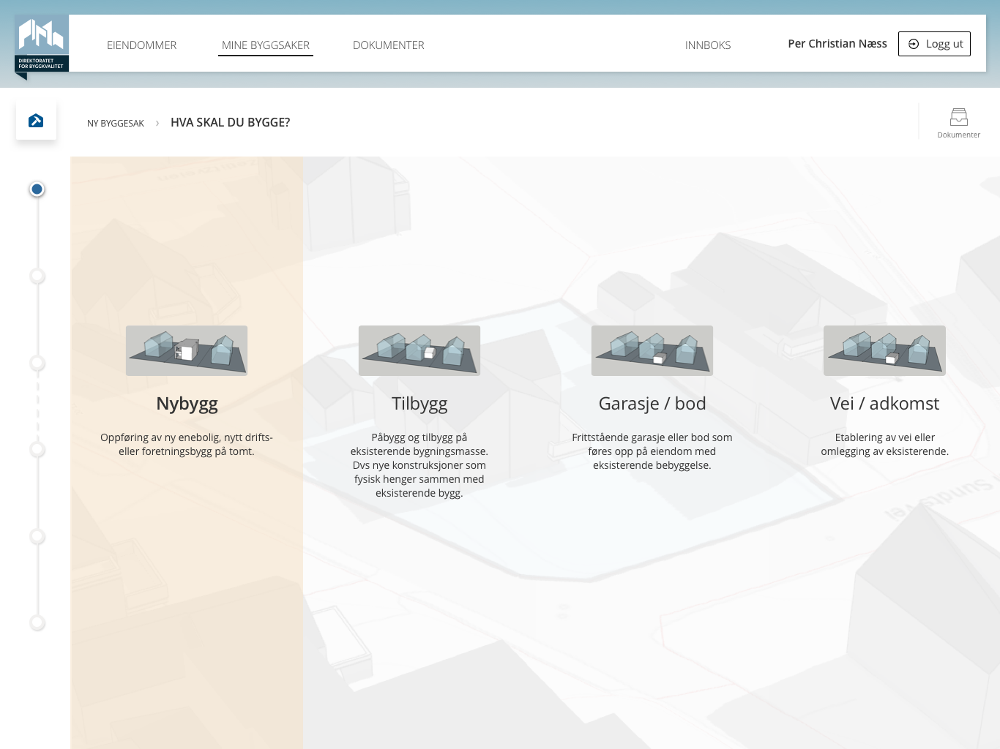 EIENDOMMER
MINE BYGGSAKER
DOKUMENTER
INNBOKS
Per Christian Næss
Logg ut
DIREKTORATET
FOR BYGGKVALITET
NY BYGGESAK › HVA SKAL DU BYGGE?
Dokumenter
Nybygg
Oppføring av ny enebolig, nytt drifts-
eller foretningsbygg på tomt.
Tilbygg
Påbygg og tilbygg på
eksisterende bygningsmasse.
Dvs nye konstruksjoner som
fysisk henger sammen med
eksisterende bygg.
Garasje / bod
Frittstående garasje eller bod som
føres opp på eiendom med
eksisterende bebyggelse.
Vei / adkomst
Etablering av vei eller
omlegging av eksisterende.